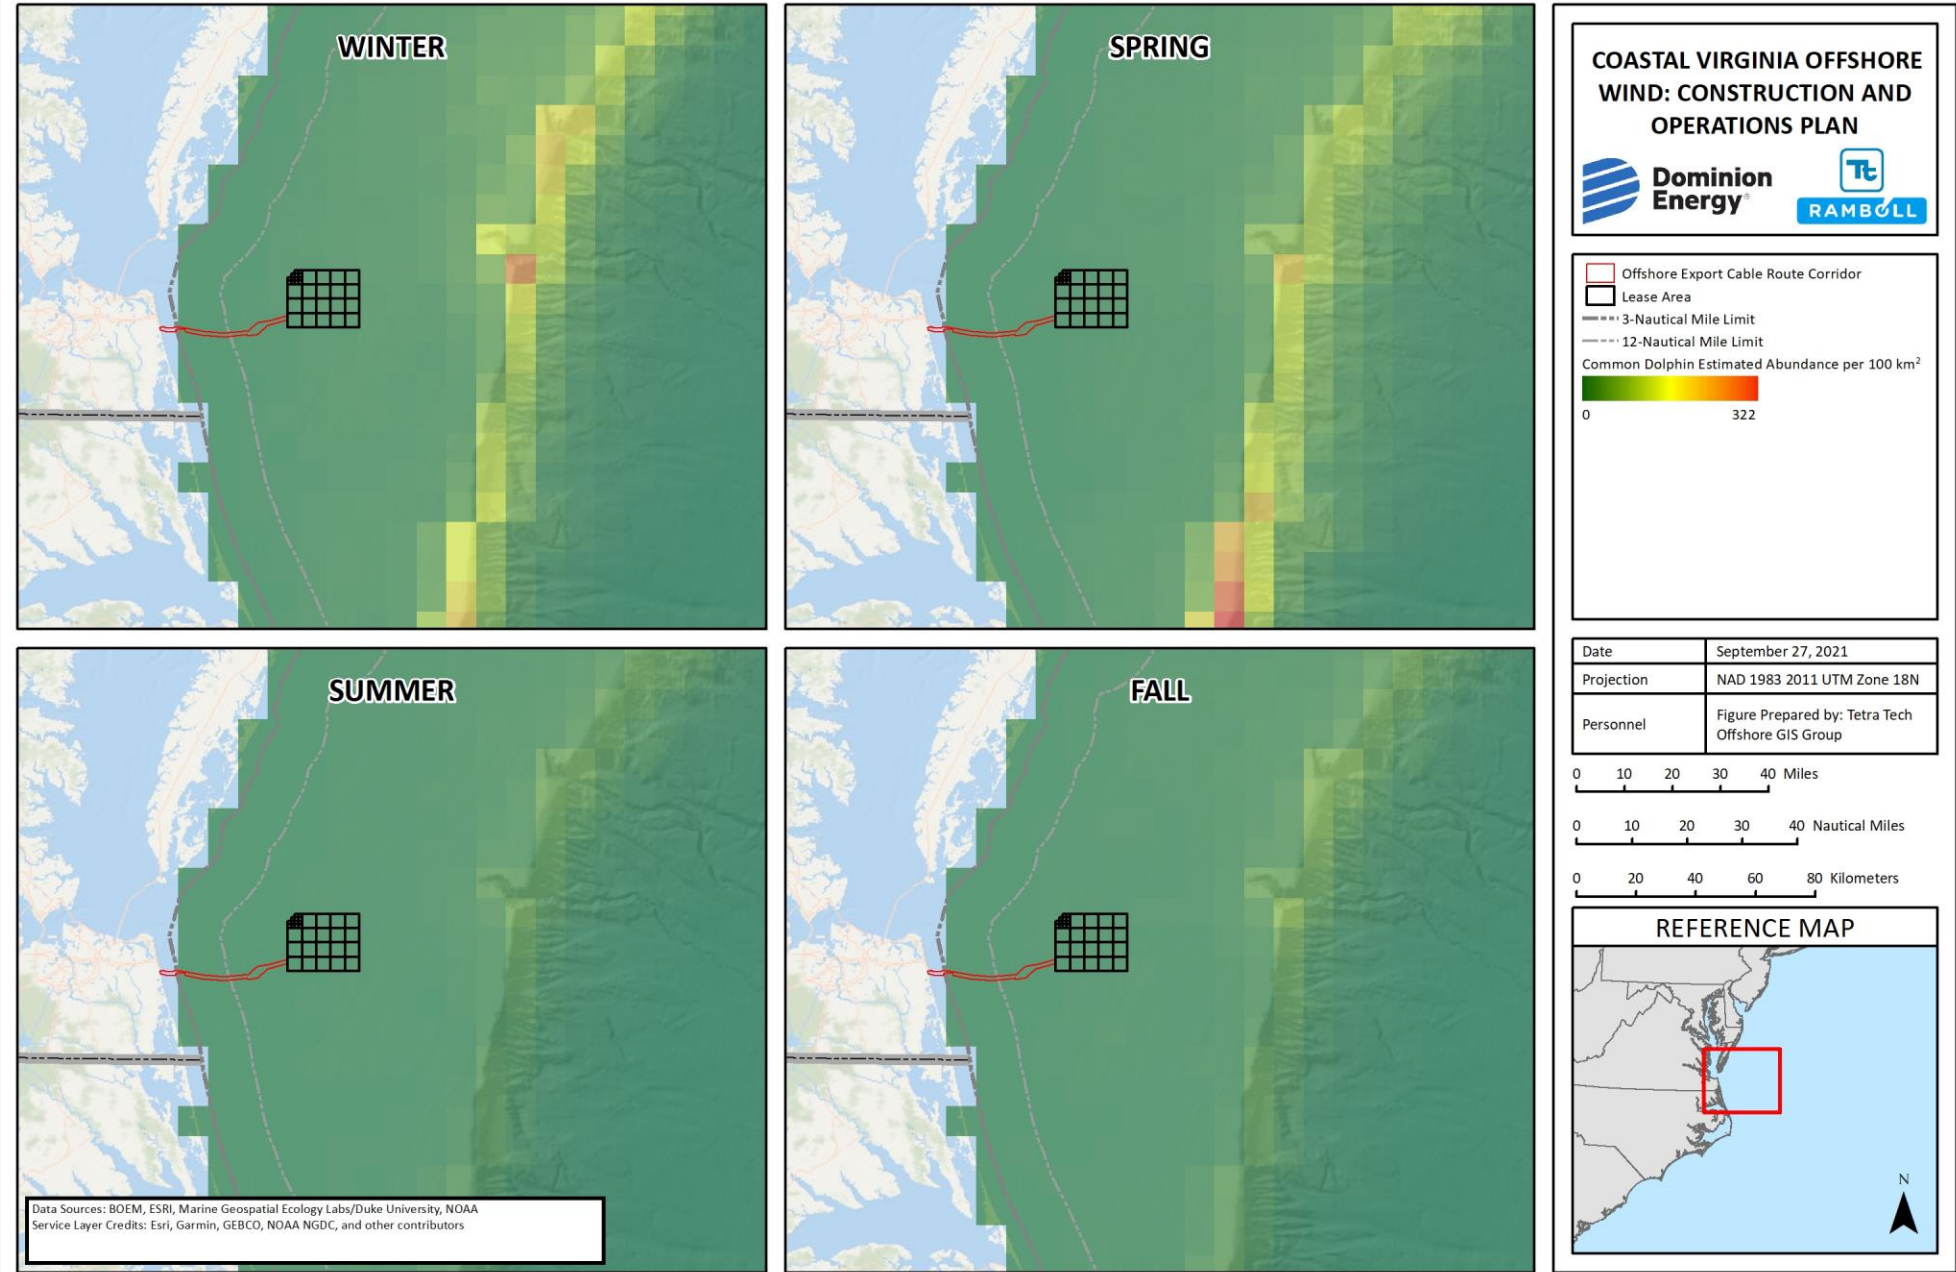 WINTER
SPRING
SUMMER
FALL
Data Sources: BOEM, ESRI, Marine Geospatial Ecology Labs/Duke University, NOAA
Service Layer Credits: Esri, Garmin, GEBCO, NOAA NGDC, and other contributors
COASTAL VIRGINIA OFFSHORE
WIND: CONSTRUCTION AND
OPERATIONS PLAN
Dominion
Energy®
Tt
RAMBOLL
Offshore Export Cable Route Corridor
Lease Area
3-Nautical Mile Limit
12-Nautical Mile Limit
Common Dolphin Estimated Abundance per 100 km²
0 322
Date September 27, 2021
Projection NAD 1983 2011 UTM Zone 18N
Personnel Figure Prepared by: Tetra Tech
Offshore GIS Group
0 10 20 30 40 Miles
0 10 20 30 40 Nautical Miles
0 20 40 60 80 Kilometers
REFERENCE MAP
N